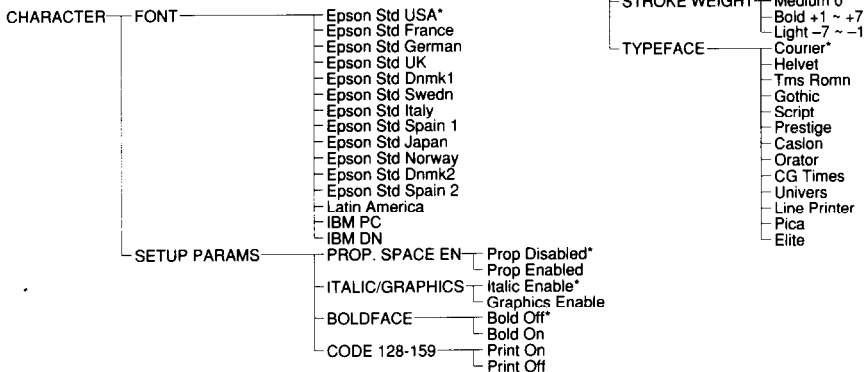 CHARACTER FONT Epson Std USA*
Epson Std France
Epson Std German
Epson Std UK
Epson Std Dnmk1
Epson Std Swedn
Epson Std Italy
Epson Std Spain 1
Epson Std Japan
Epson Std Norway
Epson Std Dnmk2
Epson Std Spain 2
Latin America
IBM PC
IBM DN
SETUP PARAMS PROP. SPACE EN Prop Disabled*
Prop Enabled
ITALIC/GRAPHICS Italic Enable*
Graphics Enable
BOLDFACE Bold Off*
Bold On
CODE 128-159 Print On
Print Off
STROKE WEIGHT Medium 0
Bold +1 ~ +7
Light –7 ~ –1
TYPEFACE Courier*
Helvet
Tms Romn
Gothic
Script
Prestige
Caslon
Orator
CG Times
Univers
Line Printer
Pica
Elite